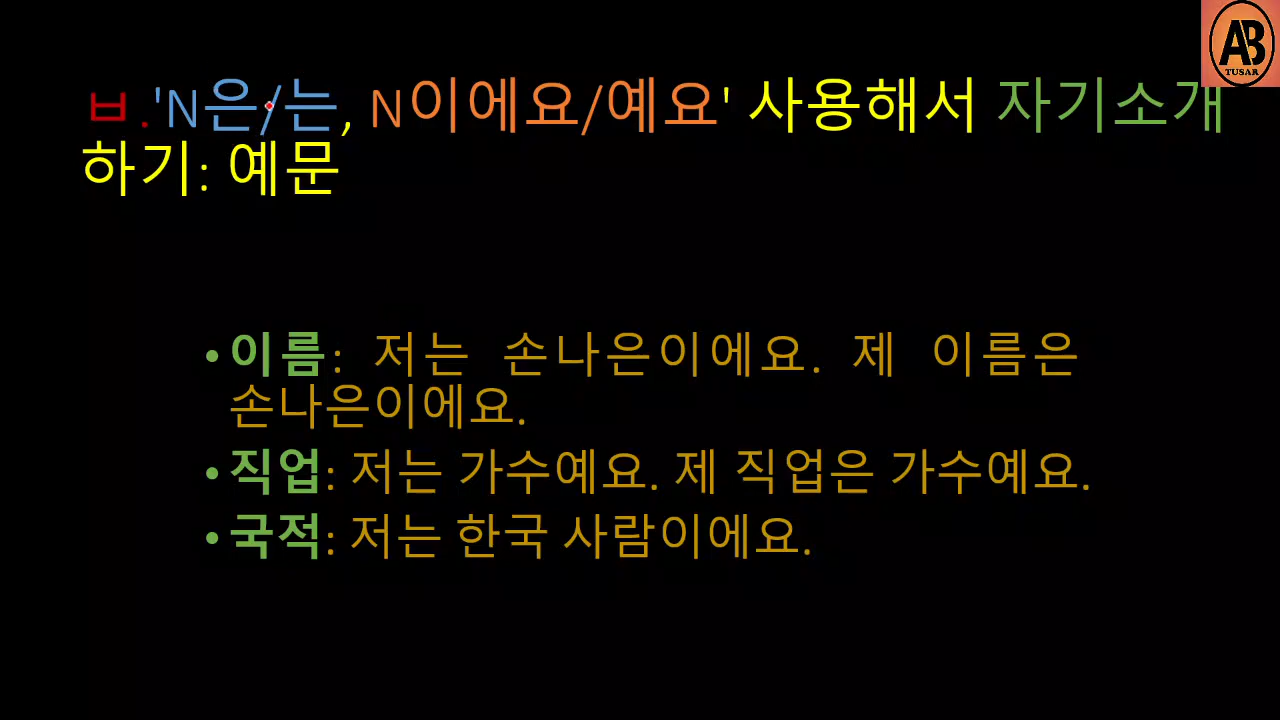 AB
TUSAR
ㅂ.'N은/는, N이에요/예요' 사용해서 자기소개
하기: 예문
• 이름: 저는 손나은이에요. 제 이름은
손나은이에요.
• 직업: 저는 가수예요. 제 직업은 가수예요.
• 국적: 저는 한국 사람이에요.